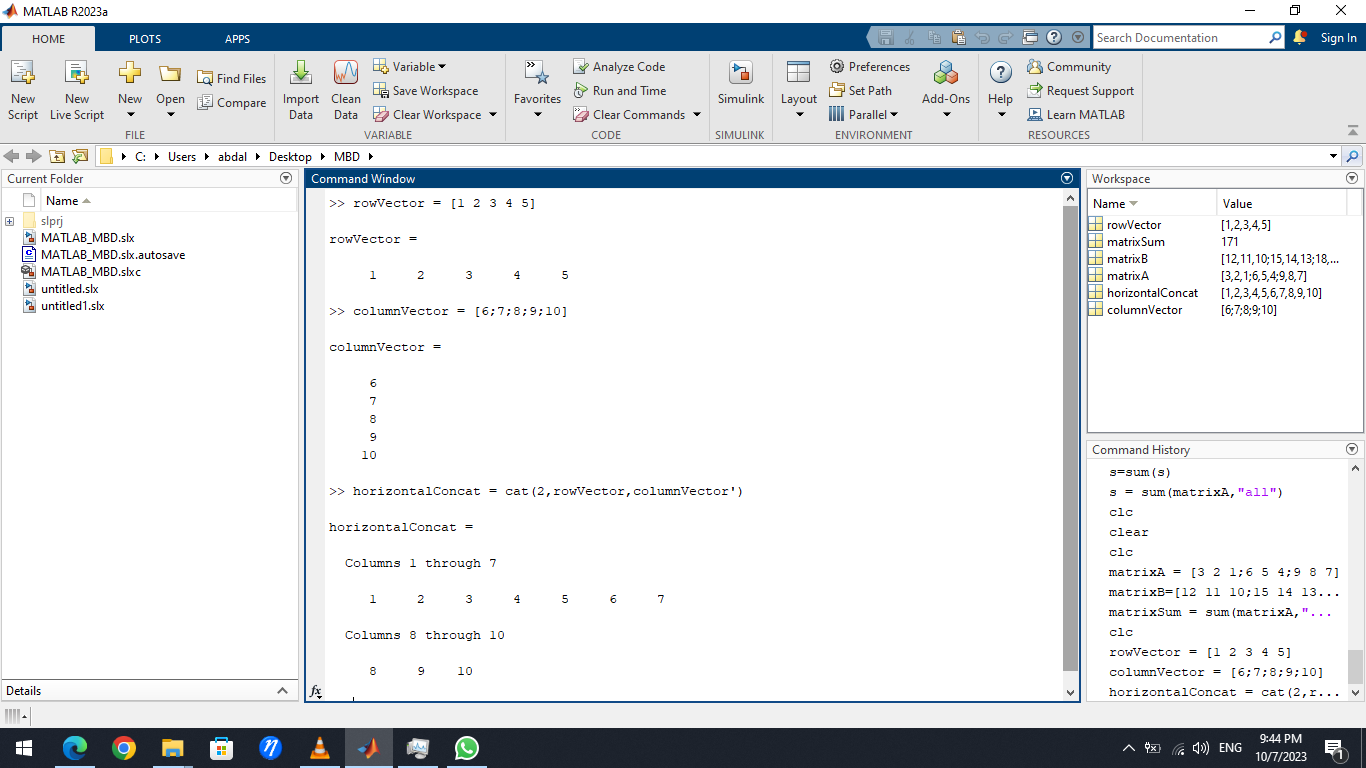 MATLAB R2023a
HOME PLOTS APPS
Search Documentation
Sign In
New Script
New Live Script
New
Open
Find Files
Compare
FILE
Import Data
Clean Data
Variable
Save Workspace
Clear Workspace
VARIABLE
Favorites
Analyze Code
Run and Time
Clear Commands
CODE
Simulink
SIMULINK
Layout
Preferences
Set Path
Parallel
Add-Ons
ENVIRONMENT
Help
Community
Request Support
Learn MATLAB
RESOURCES
C: Users abdal Desktop MBD
Current Folder
Name
slprj
MATLAB_MBD.slx
MATLAB_MBD.slx.autosave
MATLAB_MBD.slxc
untitled.slx
untitled1.slx
Details
Command Window
>> rowVector = [1 2 3 4 5]
rowVector =
1 2 3 4 5
>> columnVector = [6;7;8;9;10]
columnVector =
6
7
8
9
10
>> horizontalConcat = cat(2,rowVector,columnVector')
horizontalConcat =
Columns 1 through 7
1 2 3 4 5 6 7
Columns 8 through 10
8 9 10
fx
Workspace
Name Value
rowVector [1,2,3,4,5]
matrixSum 171
matrixB [12,11,10;15,14,13;18,...
matrixA [3,2,1;6,5,4;9,8,7]
horizontalConcat [1,2,3,4,5,6,7,8,9,10]
columnVector [6;7;8;9;10]
Command History
s=sum(s)
s = sum(matrixA,"all")
clc
clear
clc
matrixA = [3 2 1;6 5 4;9 8 7]
matrixB=[12 11 10;15 14 13...
matrixSum = sum(matrixA,"...
clc
rowVector = [1 2 3 4 5]
columnVector = [6;7;8;9;10]
horizontalConcat = cat(2,r...
ENG
9:44 PM
10/7/2023
1